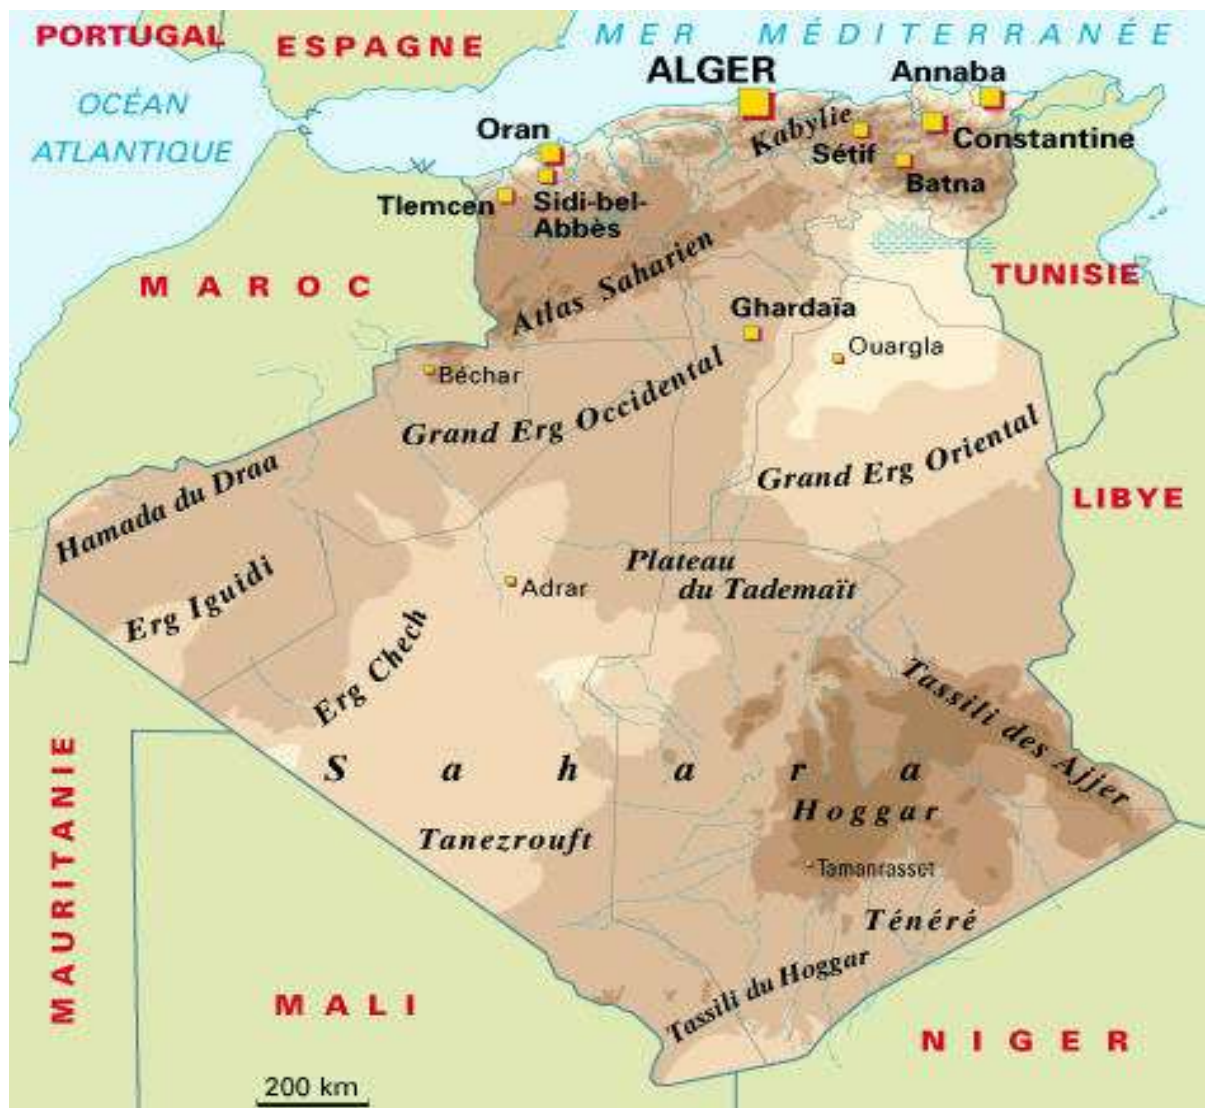 PORTUGAL
ESPAGNE
MER MÉDITERRANÉE
OCÉAN
ATLANTIQUE
ALGER
Annaba
Oran
Kabylie
Constantine
Sétif
Batna
Tlemcen
Sidi-bel-
Abbès
MAROC
Atlas Saharien
TUNISIE
Ghardaïa
Ouargla
Béchar
Grand Erg Occidental
Grand Erg Oriental
Hamada du Draa
LIBYE
Erg Iguidi
Plateau
du Tademaït
Adrar
Erg Chech
Tassili des Ajjer
Sahara
MAURITANIE
Hoggar
Tanezrouft
Tamanrasset
Ténéré
Tassili du Hoggar
MALI
NIGER
200 km